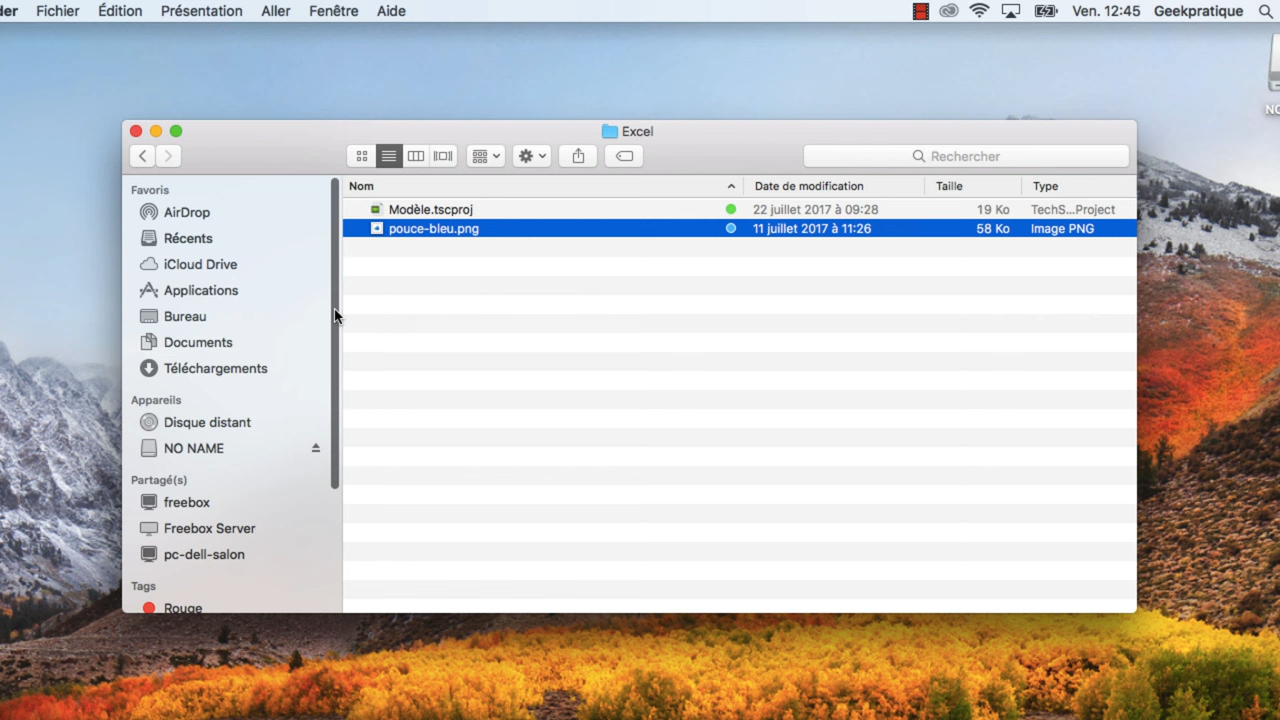 der Fichier Édition Présentation Aller Fenêtre Aide Ven. 12:45 Geekpratique
NO
Excel
Rechercher
Favoris
AirDrop
Récents
iCloud Drive
Applications
Bureau
Documents
Téléchargements
Appareils
Disque distant
NO NAME
Partagé(s)
freebox
Freebox Server
pc-dell-salon
Tags
Rouge
Nom Date de modification Taille Type
Modèle.tscproj 22 juillet 2017 à 09:28 19 Ko TechS...Project
pouce-bleu.png 11 juillet 2017 à 11:26 58 Ko Image PNG